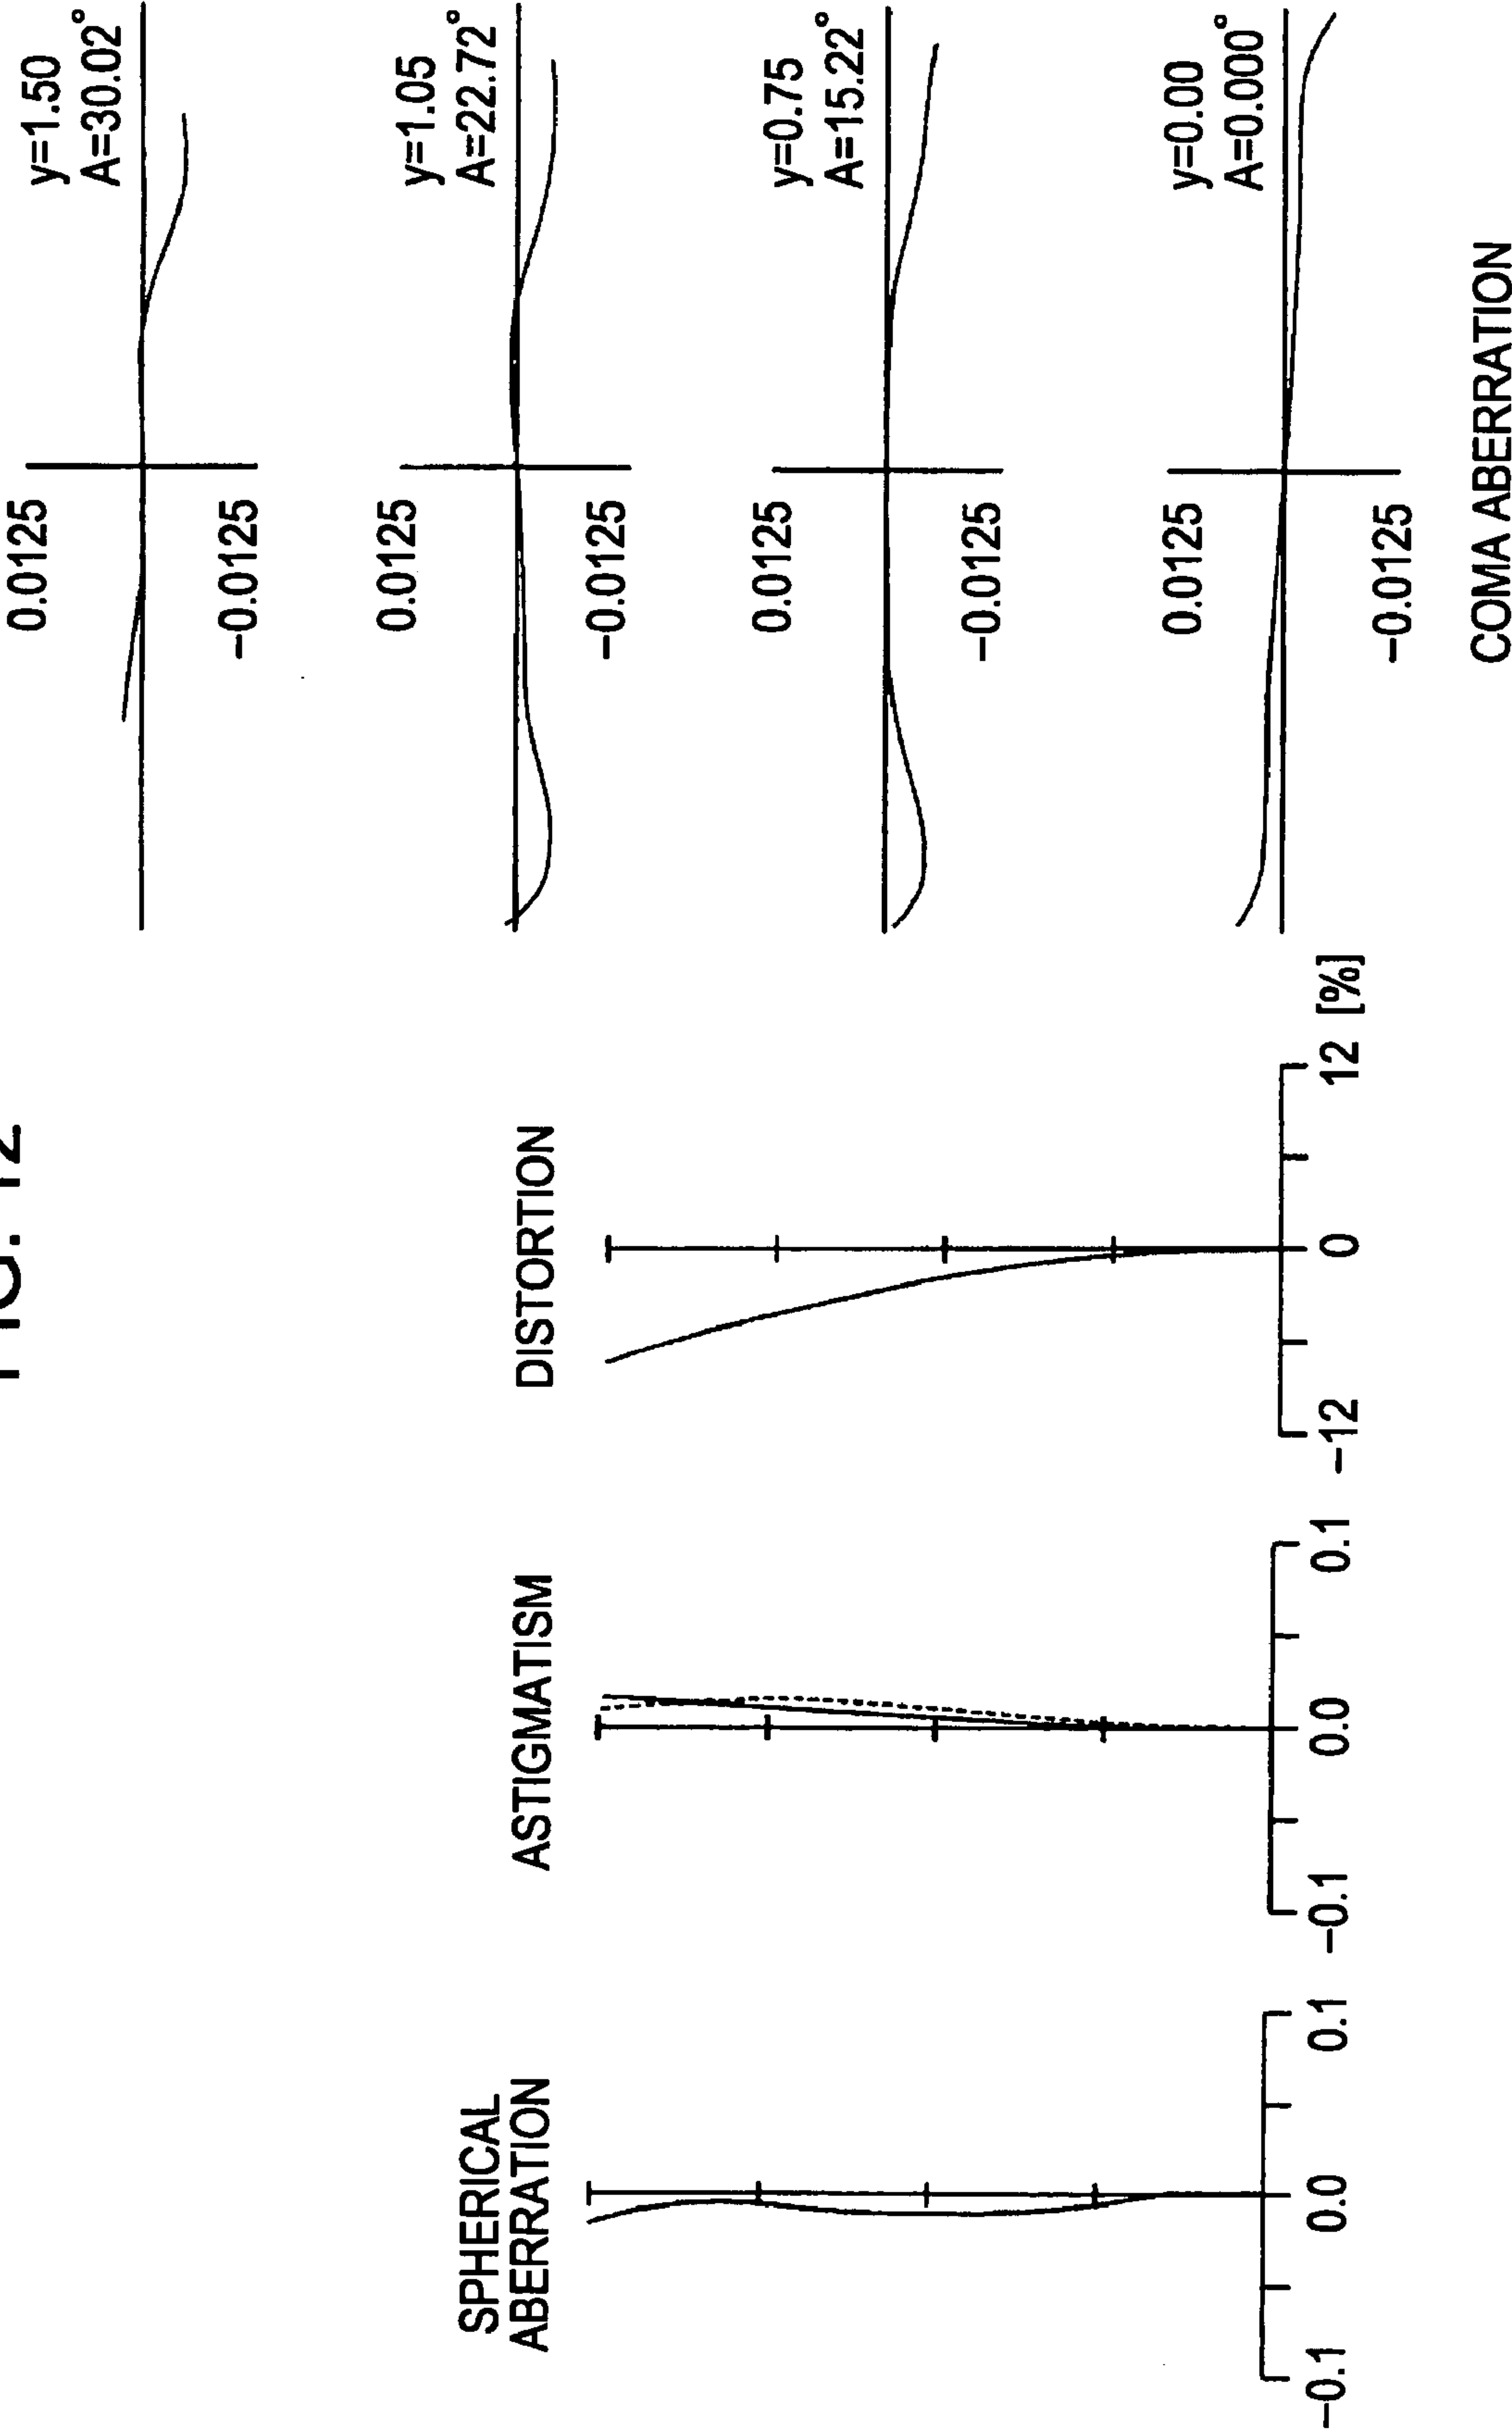 FIG. 12
SPHERICAL
ABERRATION
-0.1
0.0
0.1
ASTIGMATISM
-0.1
0.0
0.1
DISTORTION
-12
0
12 [%]
0.0125
-0.0125
y=1.50
A=30.02°
0.0125
-0.0125
y=1.05
A=22.72°
0.0125
-0.0125
y=0.75
A=15.22°
0.0125
-0.0125
y=0.00
A=0.000°
COMA ABERRATION